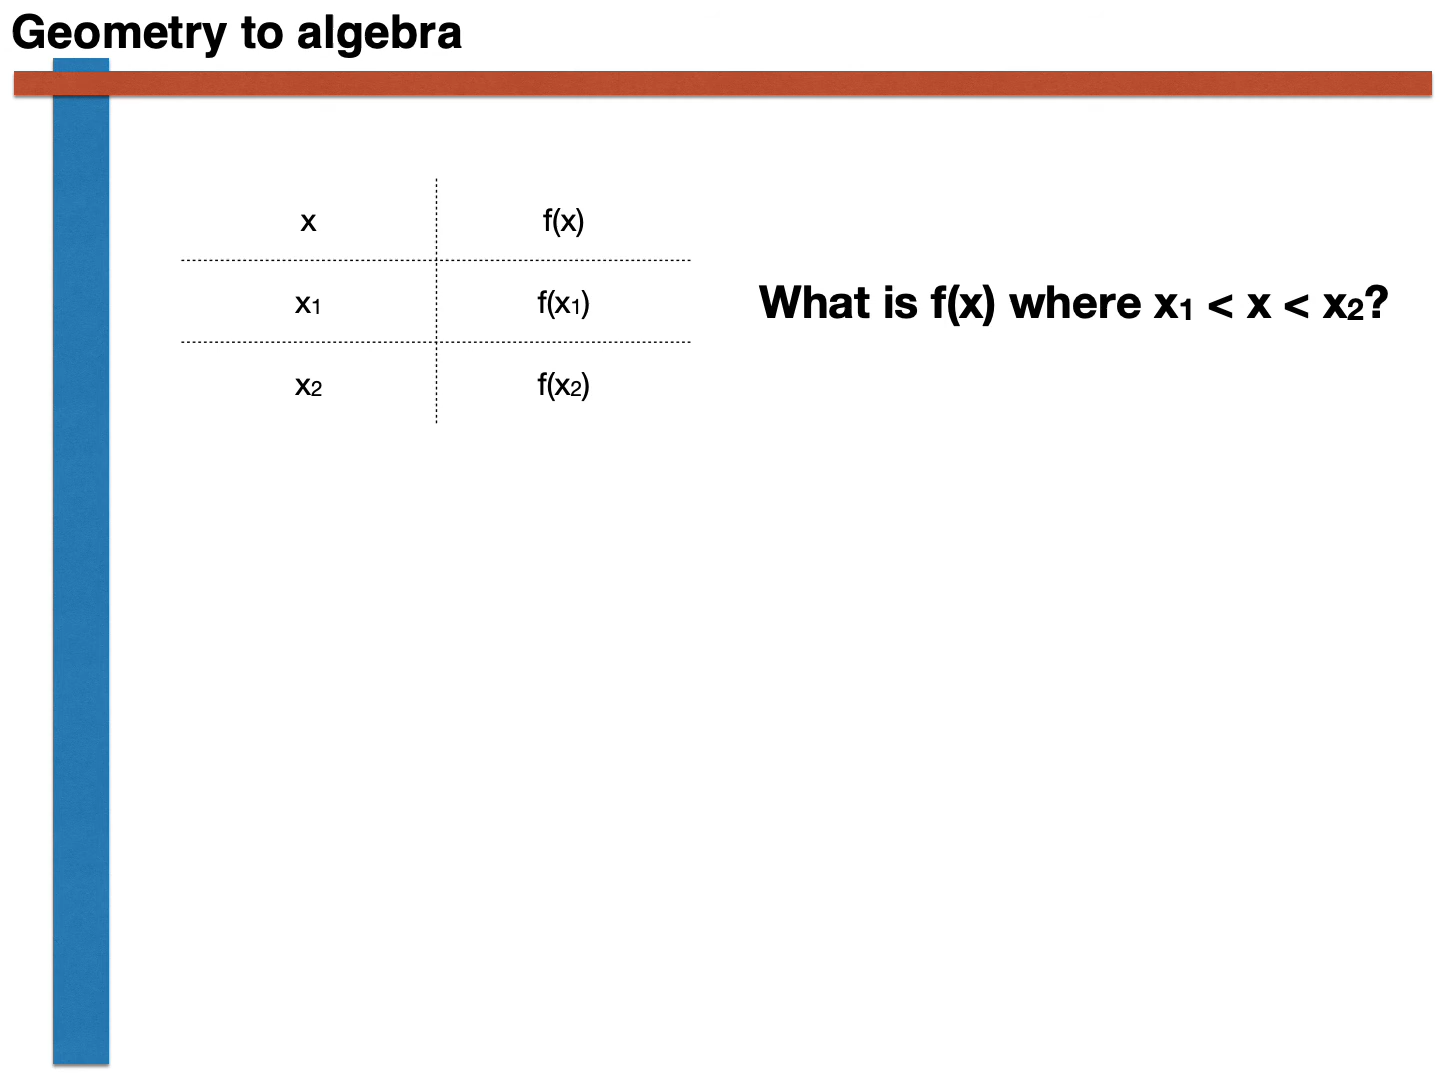 Geometry to algebra
x f(x)
x1 f(x1)
What is f(x) where x1 < x < x2?
x2 f(x2)